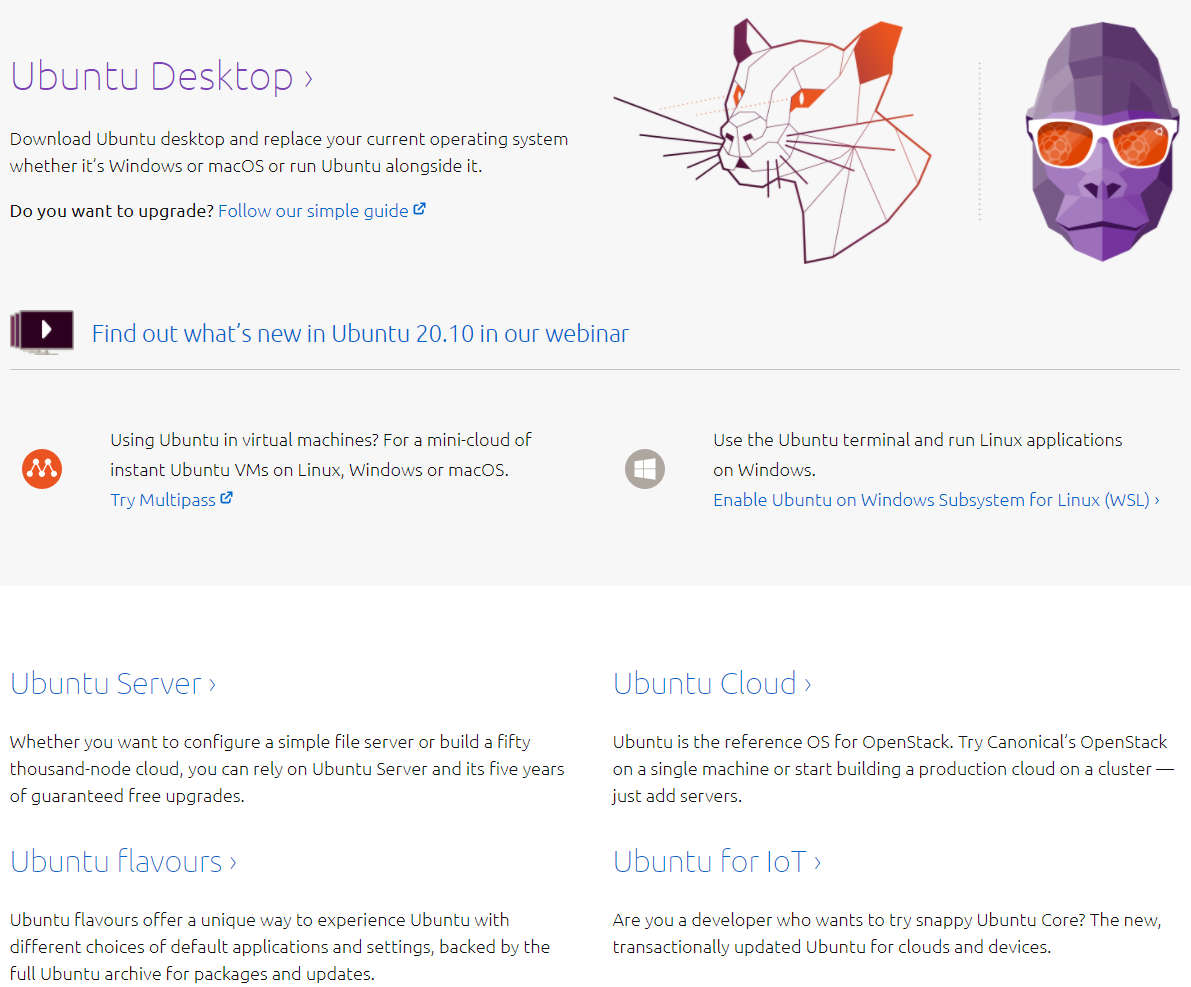 Ubuntu Desktop ›
Download Ubuntu desktop and replace your current operating system
whether it’s Windows or macOS or run Ubuntu alongside it.
Do you want to upgrade? Follow our simple guide
Find out what’s new in Ubuntu 20.10 in our webinar
Using Ubuntu in virtual machines? For a mini-cloud of
instant Ubuntu VMs on Linux, Windows or macOS.
Try Multipass
Use the Ubuntu terminal and run Linux applications
on Windows.
Enable Ubuntu on Windows Subsystem for Linux (WSL) ›
Ubuntu Server ›
Whether you want to configure a simple file server or build a fifty
thousand-node cloud, you can rely on Ubuntu Server and its five years
of guaranteed free upgrades.
Ubuntu Cloud ›
Ubuntu is the reference OS for OpenStack. Try Canonical’s OpenStack
on a single machine or start building a production cloud on a cluster —
just add servers.
Ubuntu flavours ›
Ubuntu flavours offer a unique way to experience Ubuntu with
different choices of default applications and settings, backed by the
full Ubuntu archive for packages and updates.
Ubuntu for IoT ›
Are you a developer who wants to try snappy Ubuntu Core? The new,
transactionally updated Ubuntu for clouds and devices.